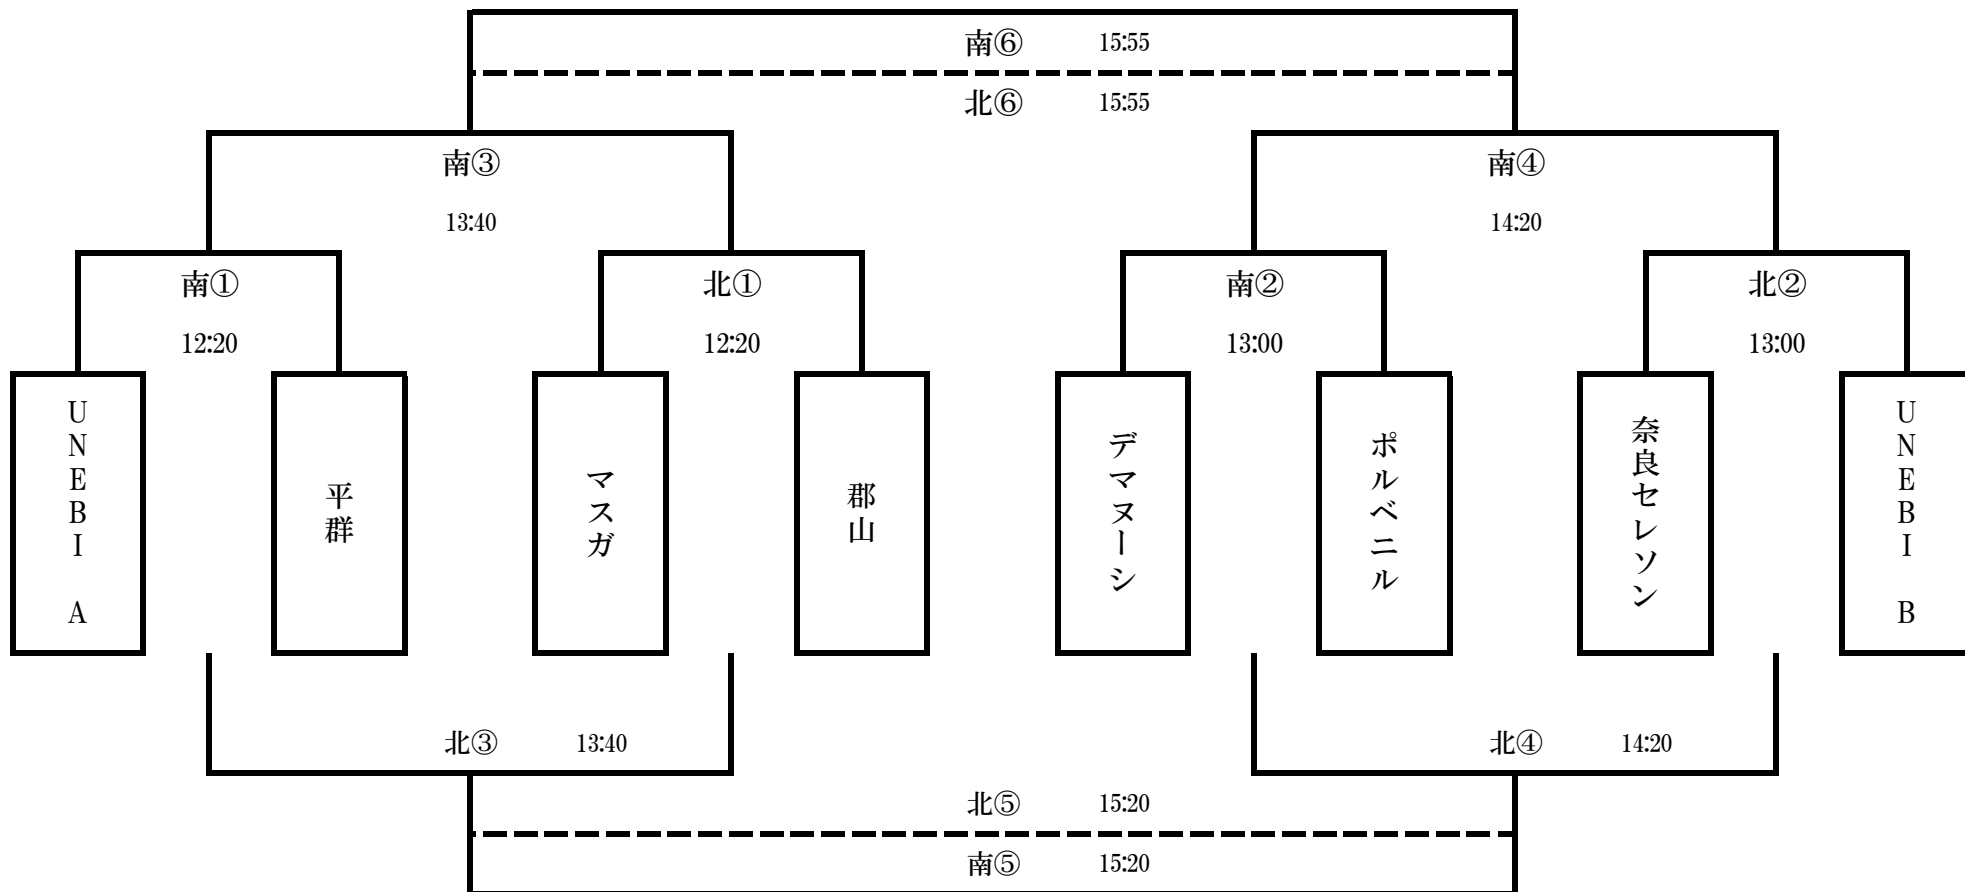 南⑥ 15:55
北⑥ 15:55
南③ 南④
13:40 14:20
南① 北① 南② 北②
12:20 12:20 13:00 13:00
UNEBI A
平群
マスガ
郡山
デマヌーシ
ポルベニル
奈良セレソン
UNEBI B
北③ 13:40 北④ 14:20
北⑤ 15:20
南⑤ 15:20